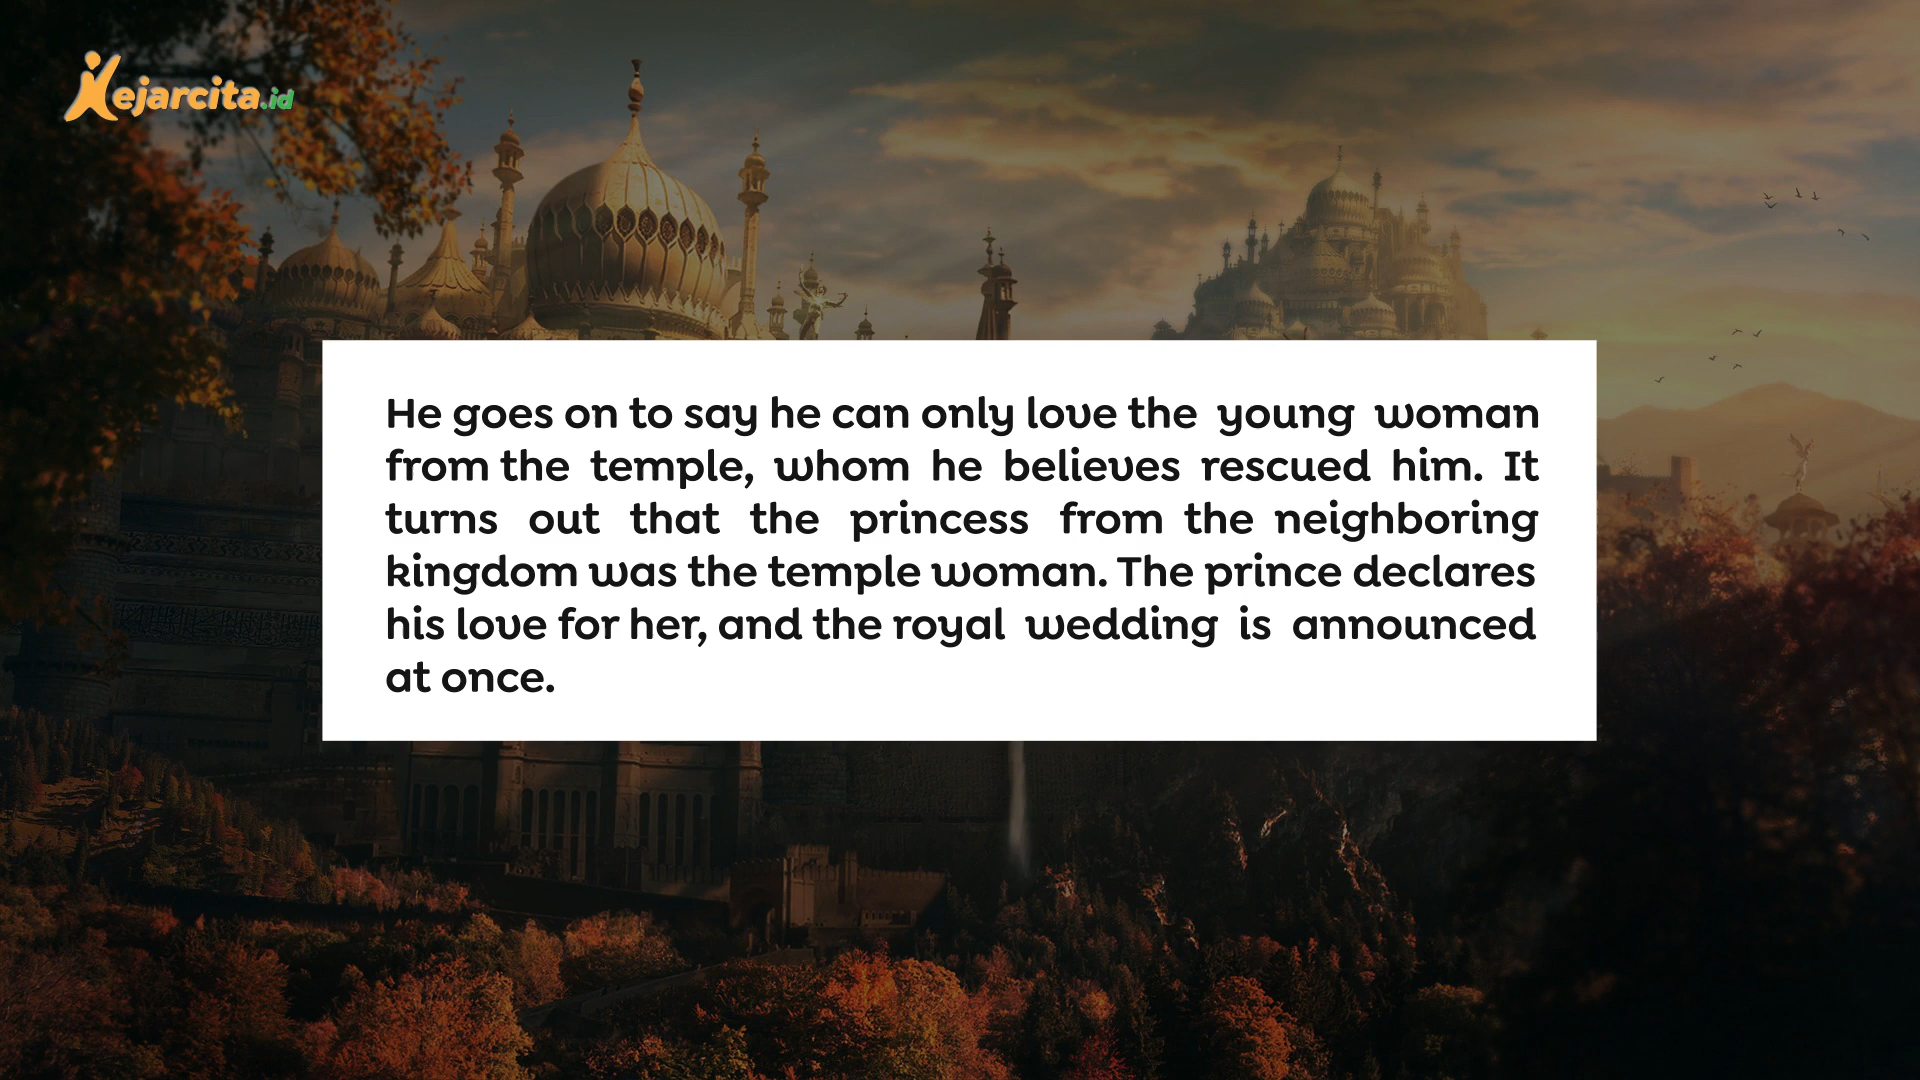 Kejarcita.id
He goes on to say he can only love the young woman
from the temple, whom he believes rescued him. It
turns out that the princess from the neighboring
kingdom was the temple woman. The prince declares
his love for her, and the royal wedding is announced
at once.